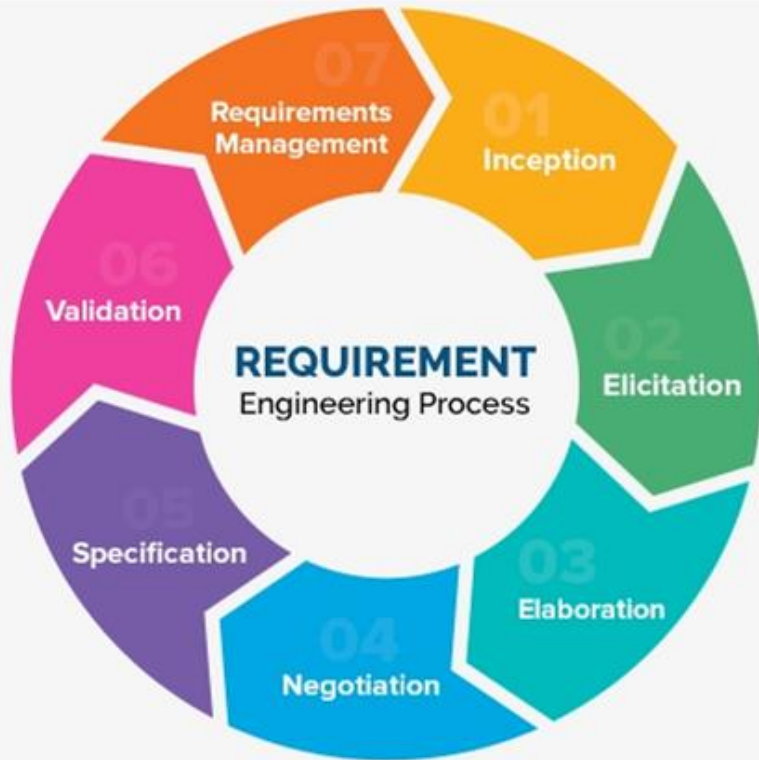 REQUIREMENT
Engineering Process
01
Inception
02
Elicitation
03
Elaboration
04
Negotiation
05
Specification
06
Validation
07
Requirements
Management